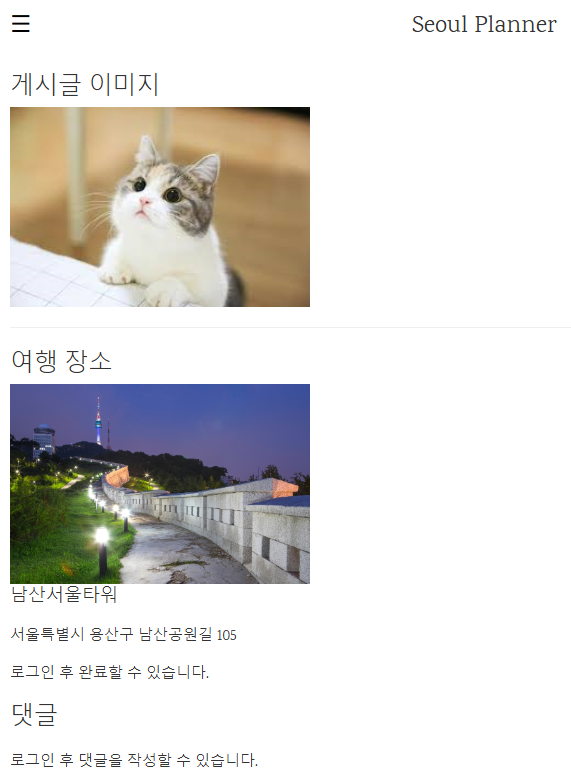 ☰ Seoul Planner
게시글 이미지
여행 장소
남산서울타워
서울특별시 용산구 남산공원길 105
로그인 후 완료할 수 있습니다.
댓글
로그인 후 댓글을 작성할 수 있습니다.